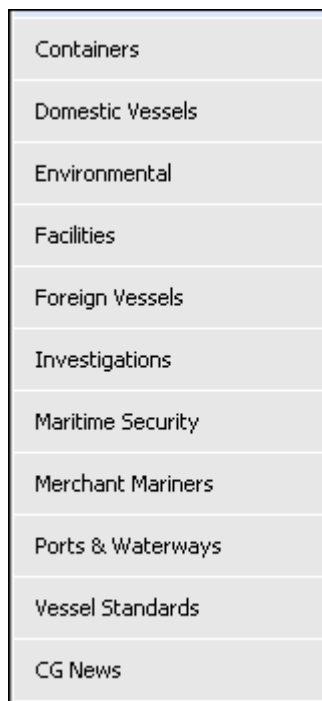 Containers
Domestic Vessels
Environmental
Facilities
Foreign Vessels
Investigations
Maritime Security
Merchant Mariners
Ports & Waterways
Vessel Standards
CG News